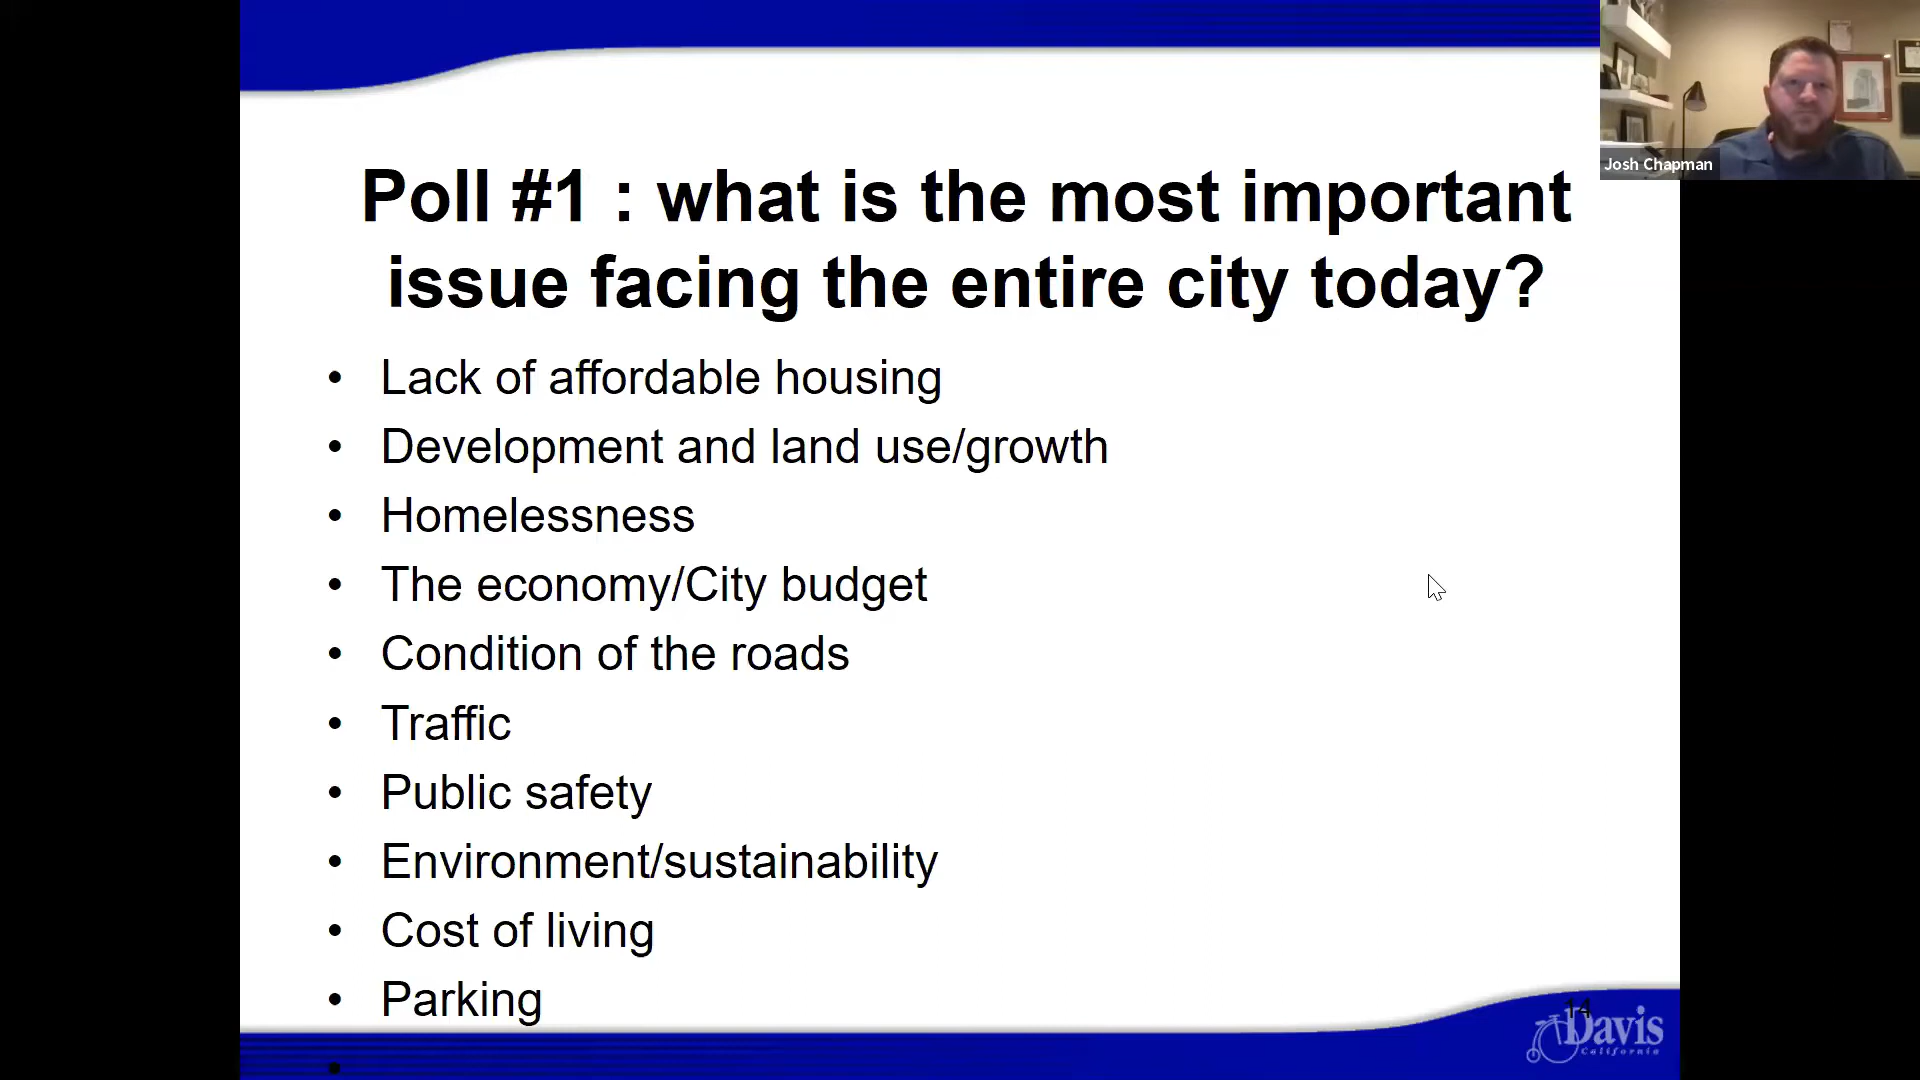 Josh Chapman
Poll #1 : what is the most important
issue facing the entire city today?
• Lack of affordable housing
• Development and land use/growth
• Homelessness
• The economy/City budget
• Condition of the roads
• Traffic
• Public safety
• Environment/sustainability
• Cost of living
• Parking
•
14
Davis
California